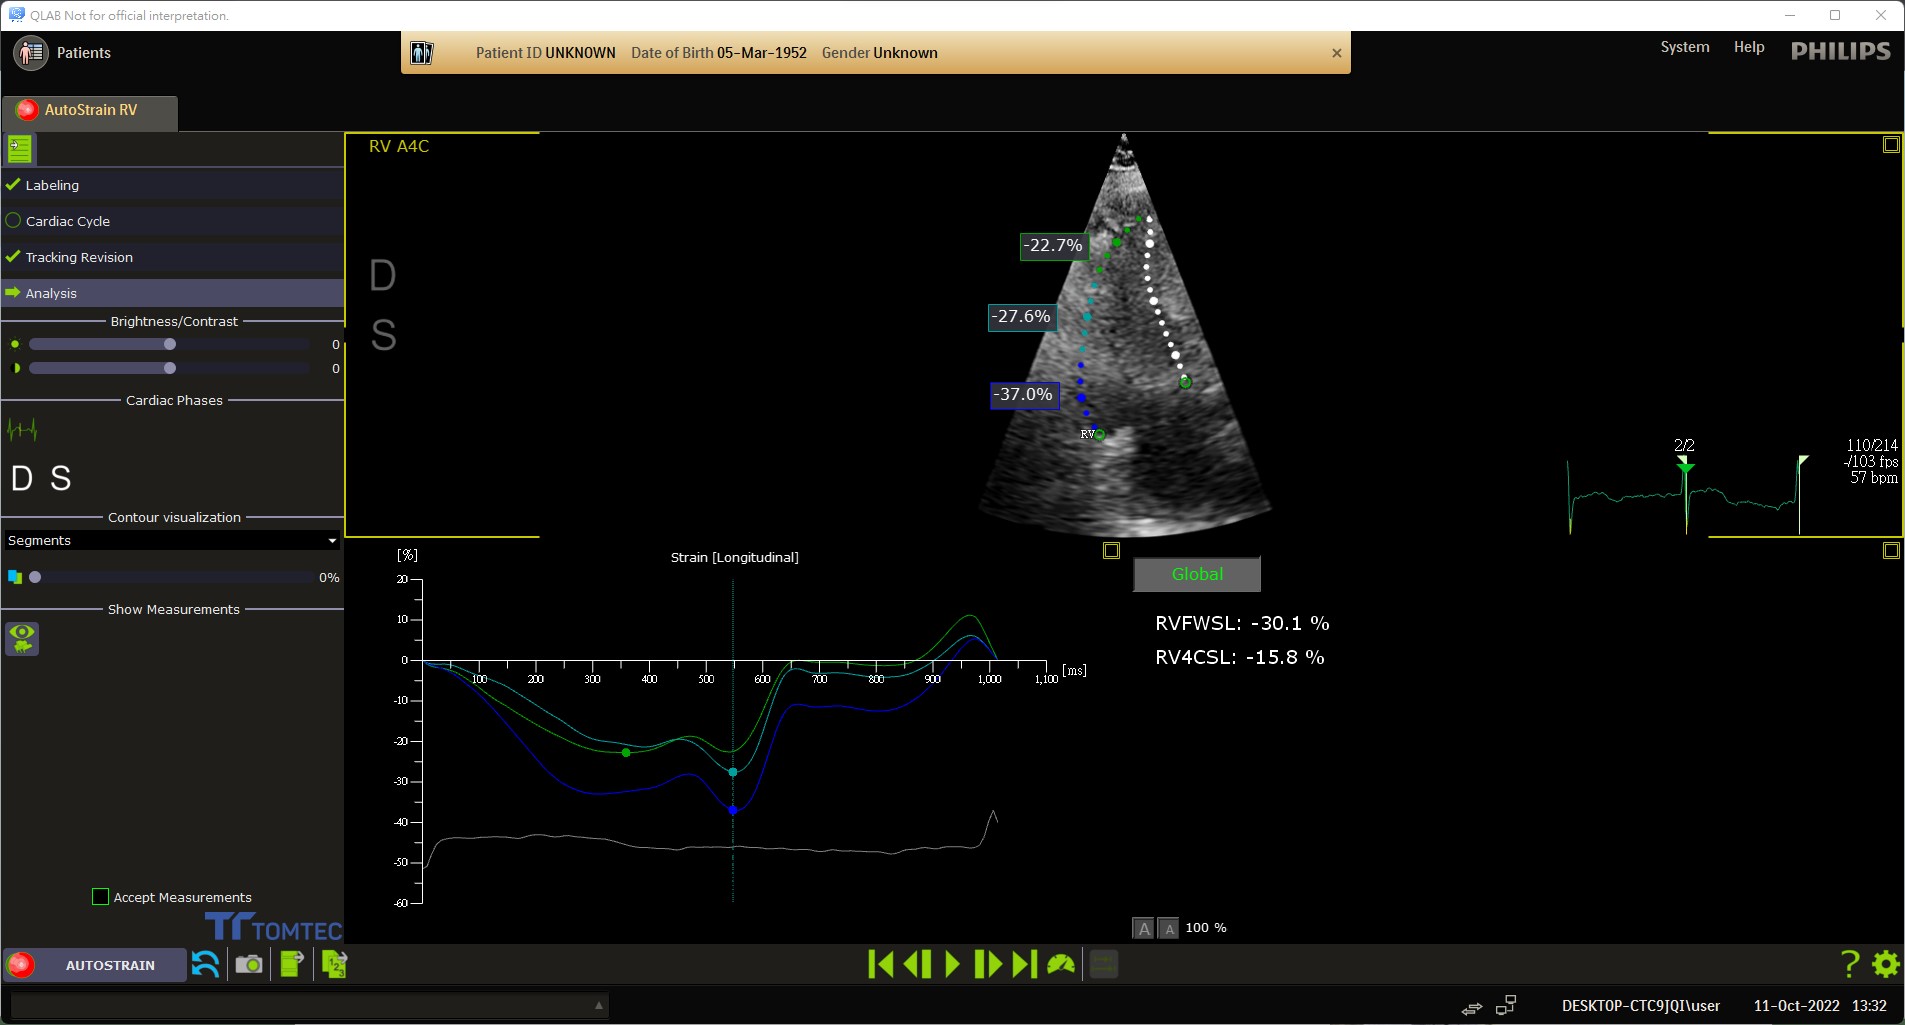 QLAB Not for official interpretation.
Patients
Patient ID UNKNOWN Date of Birth 05-Mar-1952 Gender Unknown
System Help PHILIPS
AutoStrain RV
Labeling
Cardiac Cycle
Tracking Revision
Analysis
Brightness/Contrast
0
0
Cardiac Phases
D S
Contour visualization
Segments
0%
Show Measurements
Accept Measurements
TOMTEC
RV A4C
D
S
-22.7%
-27.6%
-37.0%
RV
2/2
110/214
-/103 fps
57 bpm
[%]
Strain [Longitudinal]
20
10
0
100 200 300 400 500 600 700 800 900 1,000 1,100 [ms]
-10
-20
-30
-40
-50
-60
Global
RVFWSL: -30.1 %
RV4CSL: -15.8 %
A A 100 %
AUTOSTRAIN
1 2 3
?
DESKTOP-CTC9JQI\user 11-Oct-2022 13:32